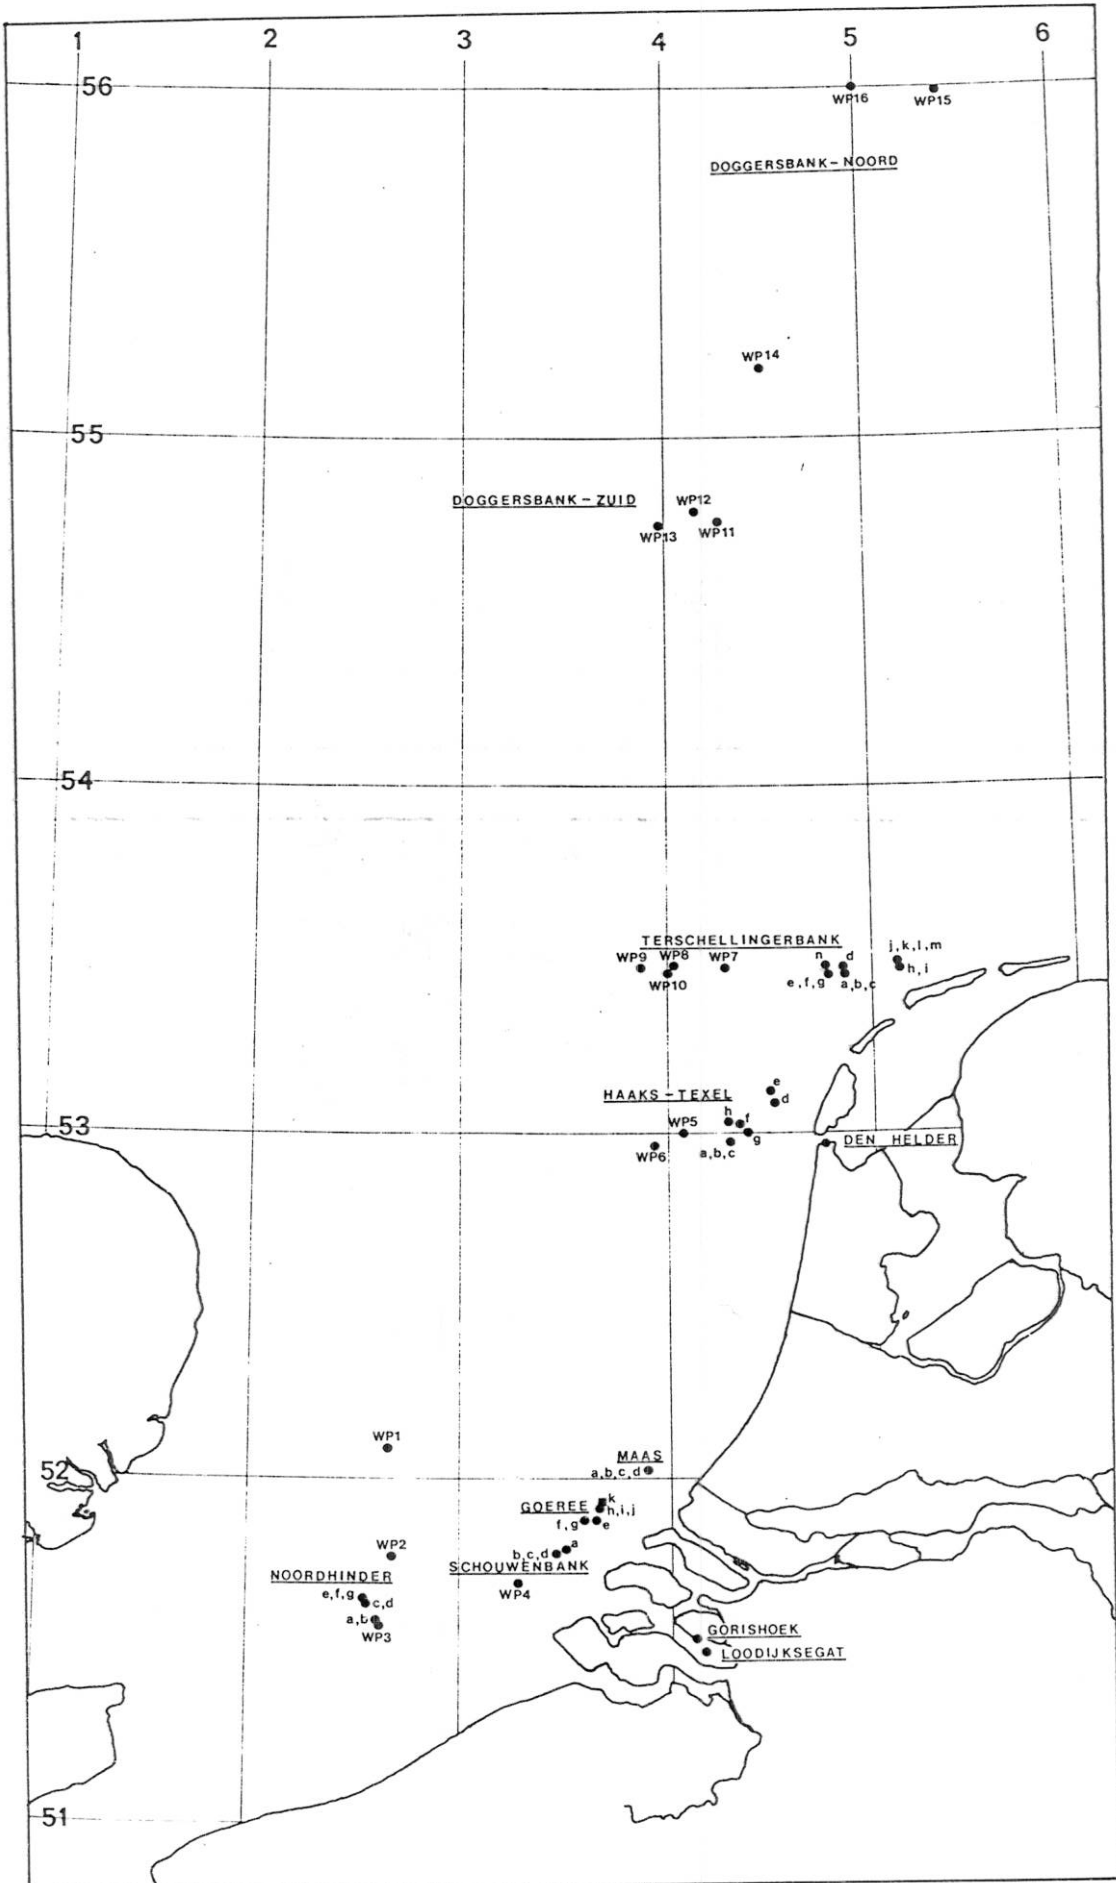 1 2 3 4 5 6
56
WP16 WP15
DOGGERSBANK-NOORD
WP14
55
DOGGERSBANK-ZUID
WP12
WP13 WP11
54
TERSCHELLINGERBANK
j,k,l,m
WP9 WP8 WP7 n d
h,i
WP10 e,f,g a,b,c
e
HAAKS-TEXEL
d
h f
53
WP5
g
WP6 a,b,c
DEN HELDER
WP1
MAAS
52
a,b,c,d
k
GOEREE
h,i,j
f,g e
WP2
a
b,c,d
NOORDHINDER
SCHOUWENBANK
WP4
e,f,g
c,d
a,b
WP3
GORISHOEK
LOODIJKSEGAT
51